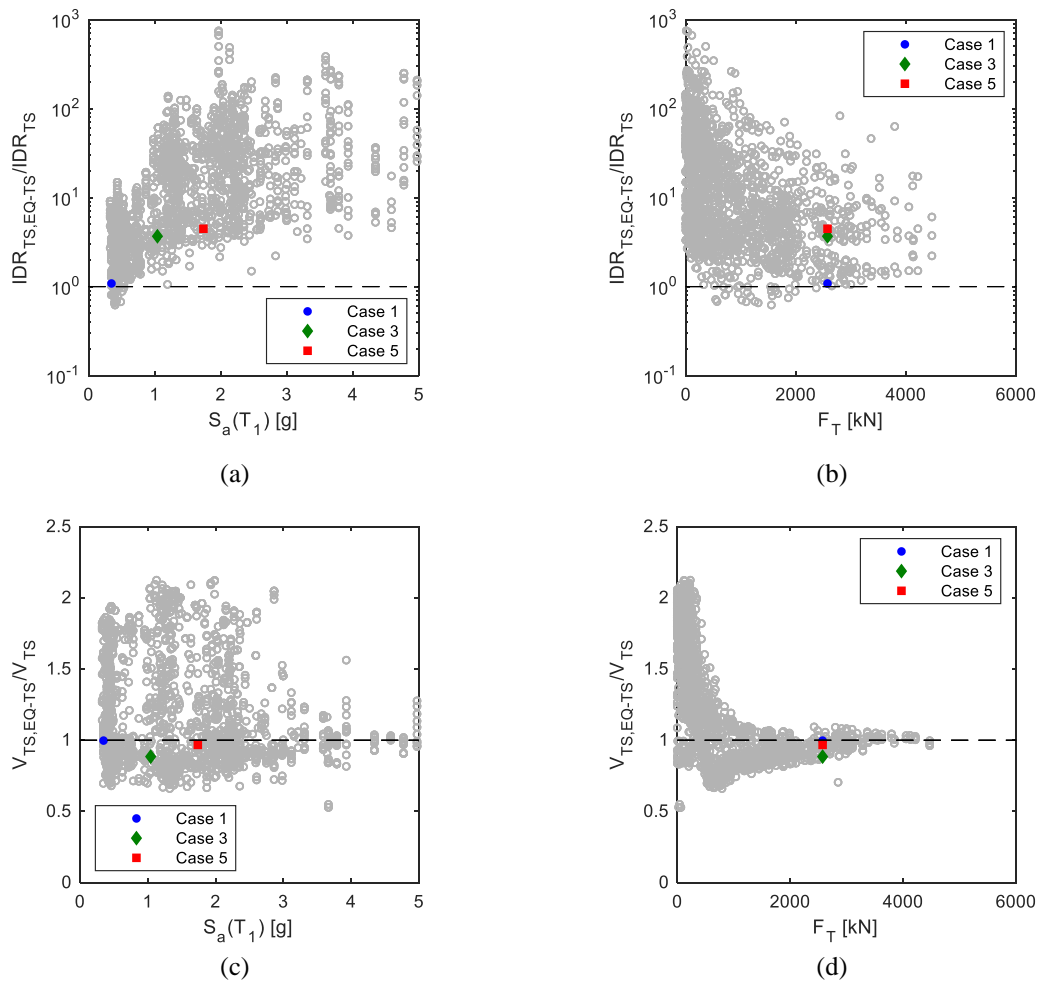 10^3
10^2
10^1
10^0
10^-1
IDR_TS,EQ-TS/IDR_TS
0 1 2 3 4 5
S_a(T_1) [g]
Case 1
Case 3
Case 5
(a)
10^3
10^2
10^1
10^0
10^-1
IDR_TS,EQ-TS/IDR_TS
0 2000 4000 6000
F_T [kN]
Case 1
Case 3
Case 5
(b)
2.5
2
1.5
1
0.5
0
V_TS,EQ-TS/V_TS
0 1 2 3 4 5
S_a(T_1) [g]
Case 1
Case 3
Case 5
(c)
2.5
2
1.5
1
0.5
0
V_TS,EQ-TS/V_TS
0 2000 4000 6000
F_T [kN]
Case 1
Case 3
Case 5
(d)